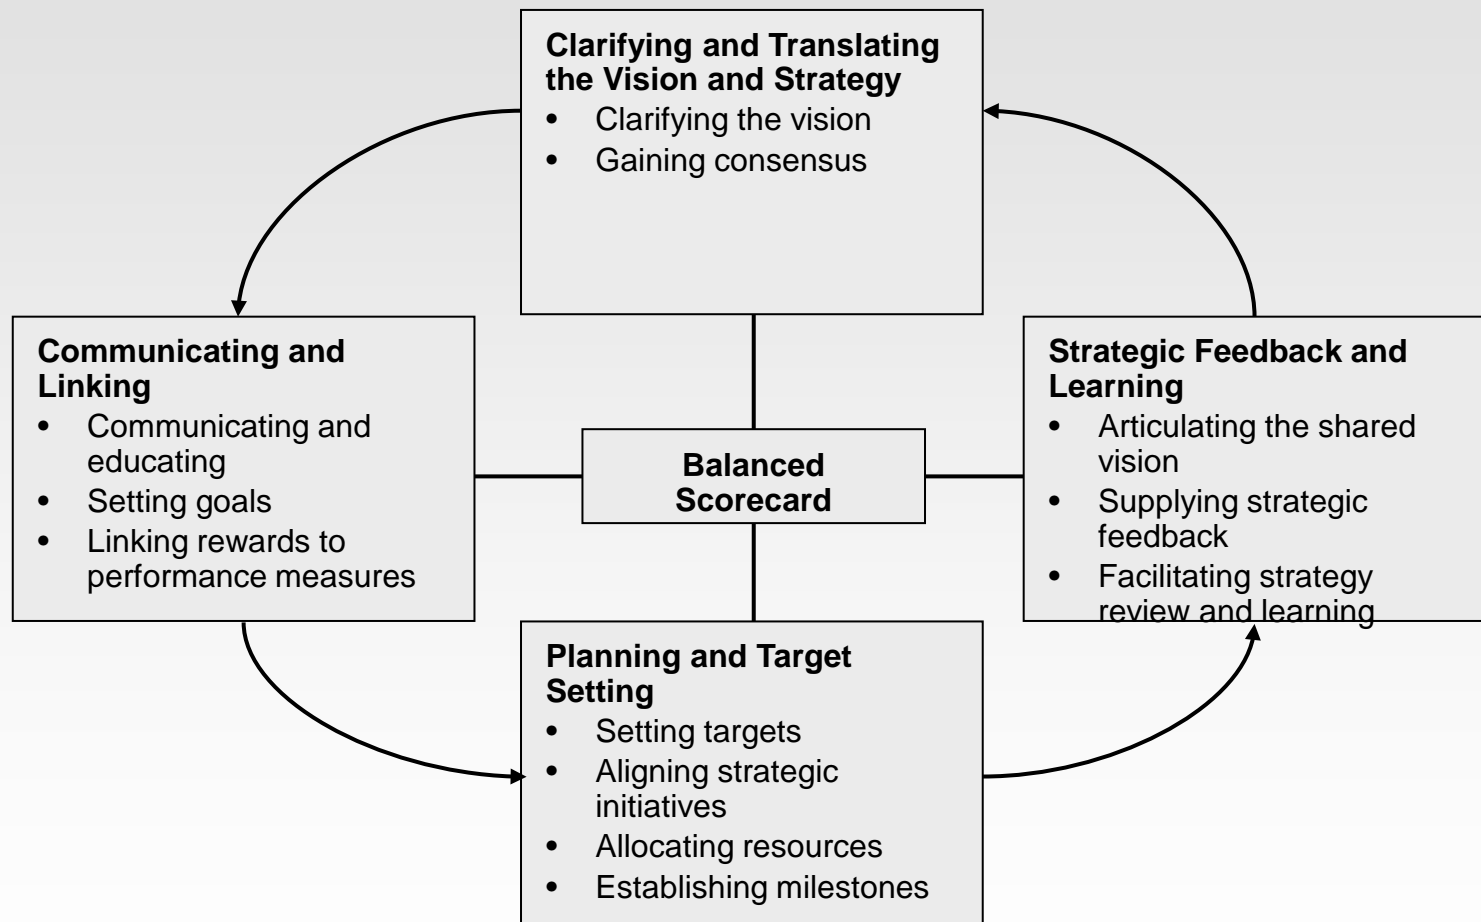 Clarifying and Translating
the Vision and Strategy
• Clarifying the vision
• Gaining consensus
Communicating and
Linking
• Communicating and
educating
• Setting goals
• Linking rewards to
performance measures
Balanced
Scorecard
Strategic Feedback and
Learning
• Articulating the shared
vision
• Supplying strategic
feedback
• Facilitating strategy
review and learning
Planning and Target
Setting
• Setting targets
• Aligning strategic
initiatives
• Allocating resources
• Establishing milestones